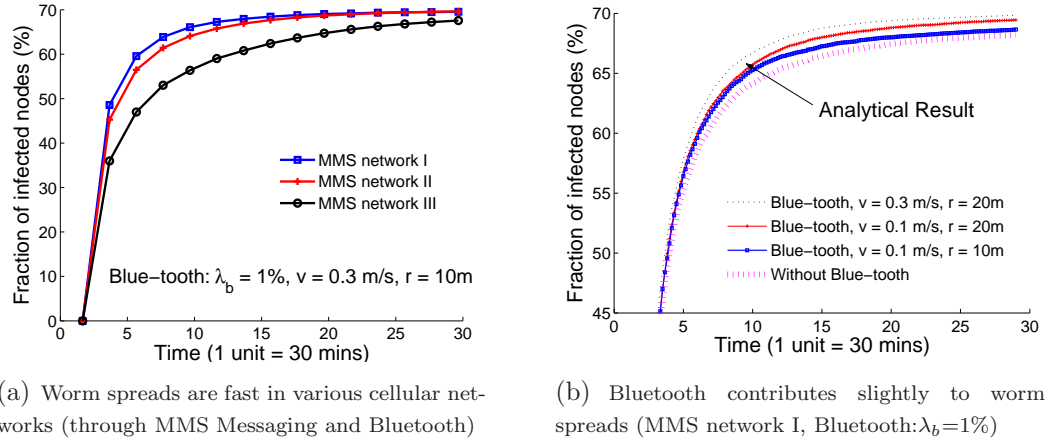 Fraction of infected nodes (%)
70
60
50
40
30
20
10
0
0 5 10 15 20 25 30
Time (1 unit = 30 mins)
MMS network I
MMS network II
MMS network III
Blue-tooth: λ_b = 1%, v = 0.3 m/s, r = 10m
(a) Worm spreads are fast in various cellular net-
works (through MMS Messaging and Bluetooth)
Fraction of infected nodes (%)
70
65
60
55
50
45
0 5 10 15 20 25 30
Time (1 unit = 30 mins)
Analytical Result
Blue-tooth, v = 0.3 m/s, r = 20m
Blue-tooth, v = 0.1 m/s, r = 20m
Blue-tooth, v = 0.1 m/s, r = 10m
Without Blue-tooth
(b) Bluetooth contributes slightly to worm
spreads (MMS network I, Bluetooth:λ_b=1%)